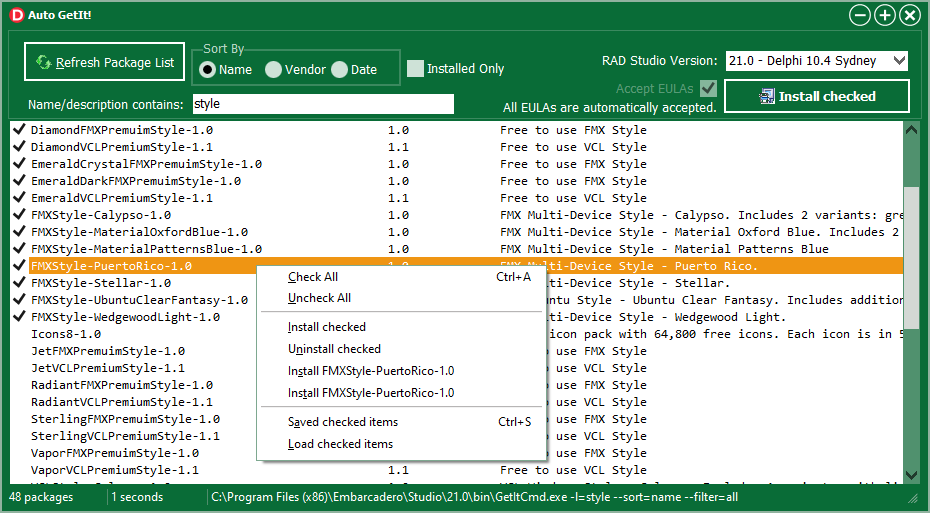 Auto GetIt!
Refresh Package List
Sort By
Name Vendor Date
Installed Only
RAD Studio Version: 21.0 - Delphi 10.4 Sydney
Accept EULAs
Name/description contains: style
All EULAs are automatically accepted.
Install checked
DiamondFMXPremuimStyle-1.0 1.0 Free to use FMX Style
DiamondVCLPremiumStyle-1.1 1.1 Free to use VCL Style
EmeraldCrystalFMXPremuimStyle-1.0 1.0 Free to use FMX Style
EmeraldDarkFMXPremuimStyle-1.0 1.0 Free to use FMX Style
EmeraldVCLPremiumStyle-1.1 1.1 Free to use VCL Style
FMXStyle-Calypso-1.0 1.0 FMX Multi-Device Style - Calypso. Includes 2 variants: gre
FMXStyle-MaterialOxfordBlue-1.0 1.0 FMX Multi-Device Style - Material Oxford Blue. Includes 2
FMXStyle-MaterialPatternsBlue-1.0 1.0 FMX Multi-Device Style - Material Patterns Blue
FMXStyle-PuertoRico-1.0 1.0 FMX Multi-Device Style - Puerto Rico.
FMXStyle-Stellar-1.0 ti-Device Style - Stellar.
FMXStyle-UbuntuClearFantasy-1.0 ntu Style - Ubuntu Clear Fantasy. Includes addition
FMXStyle-WedgewoodLight-1.0 ti-Device Style - Wedgewood Light.
Icons8-1.0 icon pack with 64,800 free icons. Each icon is in 5
JetFMXPremuimStyle-1.0 o use FMX Style
JetVCLPremiumStyle-1.1 o use VCL Style
RadiantFMXPremuimStyle-1.0 o use FMX Style
RadiantVCLPremiumStyle-1.1 o use VCL Style
SterlingFMXPremuimStyle-1.0 o use FMX Style
SterlingVCLPremiumStyle-1.1 o use VCL Style
VaporFMXPremuimStyle-1.0 o use FMX Style
VaporVCLPremiumStyle-1.1 1.1 Free to use VCL Style
Check All Ctrl+A
Uncheck All
Install checked
Uninstall checked
Install FMXStyle-PuertoRico-1.0
Install FMXStyle-PuertoRico-1.0
Saved checked items Ctrl+S
Load checked items
48 packages 1 seconds C:\Program Files (x86)\Embarcadero\Studio\21.0\bin\GetItCmd.exe -l=style --sort=name --filter=all